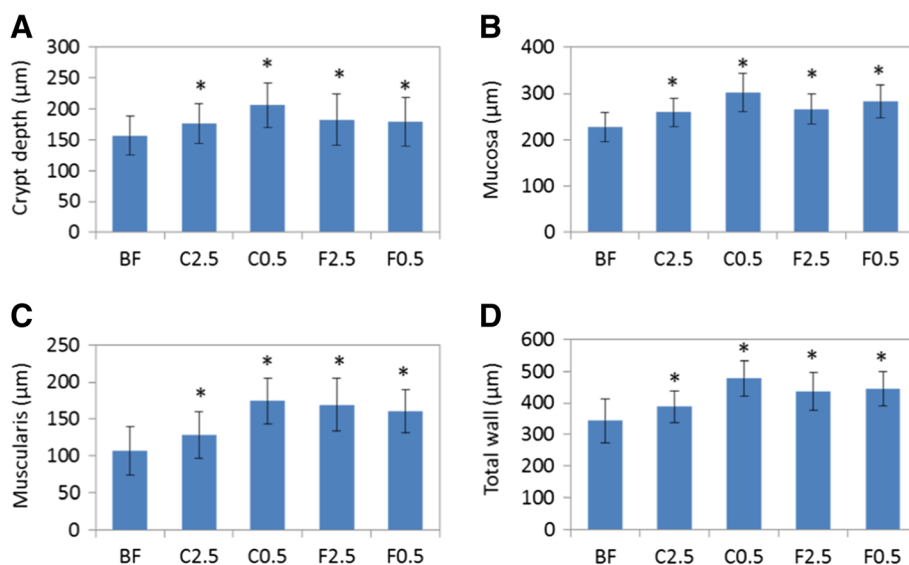 A
Crypt depth (µm)
300
250
200
150
100
50
0
* * * *
BF C2.5 C0.5 F2.5 F0.5
B
Mucosa (µm)
400
300
200
100
0
* * * *
BF C2.5 C0.5 F2.5 F0.5
C
Muscularis (µm)
250
200
150
100
50
0
* * * *
BF C2.5 C0.5 F2.5 F0.5
D
Total wall (µm)
600
500
400
300
200
100
0
* * * *
BF C2.5 C0.5 F2.5 F0.5